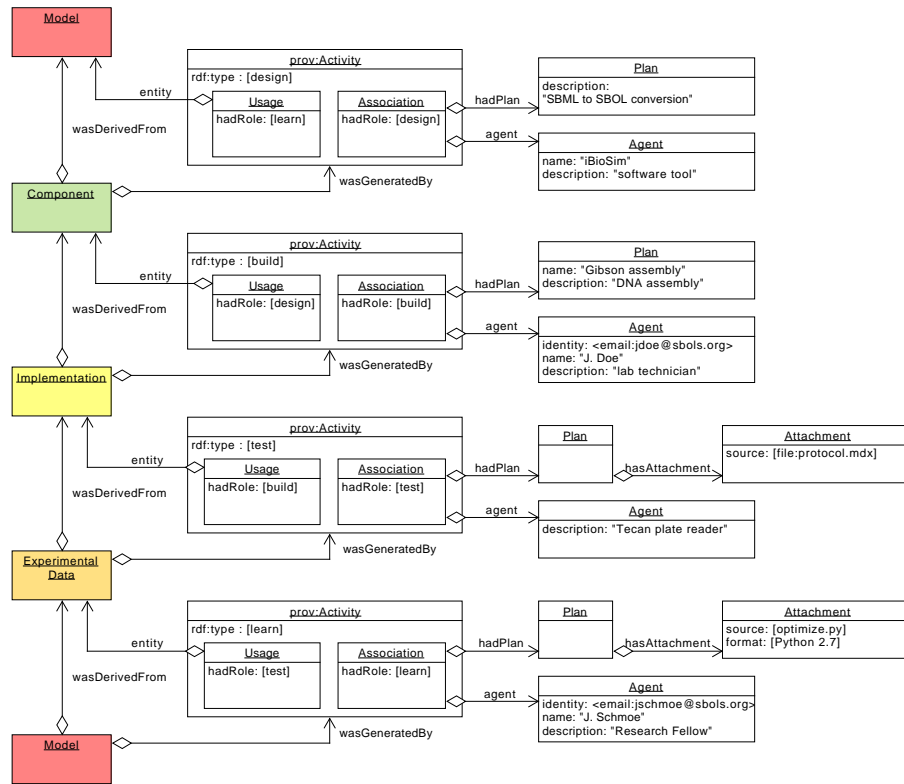 Model
prov:Activity
rdf:type : [design]
Usage
hadRole: [learn]
Association
hadRole: [design]
entity
wasDerivedFrom
hadPlan
agent
Plan
description:
"SBML to SBOL conversion"
Agent
name: "iBioSim"
description: "software tool"
Component
wasGeneratedBy
prov:Activity
rdf:type : [build]
Usage
hadRole: [design]
Association
hadRole: [build]
entity
wasDerivedFrom
hadPlan
agent
Plan
name: "Gibson assembly"
description: "DNA assembly"
Agent
identity: <email:jdoe@sbols.org>
name: "J. Doe"
description: "lab technician"
Implementation
wasGeneratedBy
prov:Activity
rdf:type : [test]
Usage
hadRole: [build]
Association
hadRole: [test]
entity
wasDerivedFrom
hadPlan
agent
Plan
hasAttachment
Attachment
source: [file:protocol.mdx]
Agent
description: "Tecan plate reader"
Experimental
Data
wasGeneratedBy
prov:Activity
rdf:type : [learn]
Usage
hadRole: [test]
Association
hadRole: [learn]
entity
wasDerivedFrom
hadPlan
agent
Plan
hasAttachment
Attachment
source: [optimize.py]
format: [Python 2.7]
Agent
identity: <email:jschmoe@sbols.org>
name: "J. Schmoe"
description: "Research Fellow"
Model
wasGeneratedBy